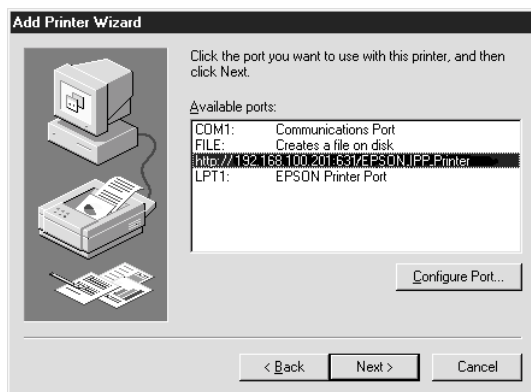 Add Printer Wizard
Click the port you want to use with this printer, and then
click Next.
Available ports:
COM1: Communications Port
FILE: Creates a file on disk
http://192.168.100.201:631/EPSON_IPP_Printer
LPT1: EPSON Printer Port
Configure Port...
< Back
Next >
Cancel